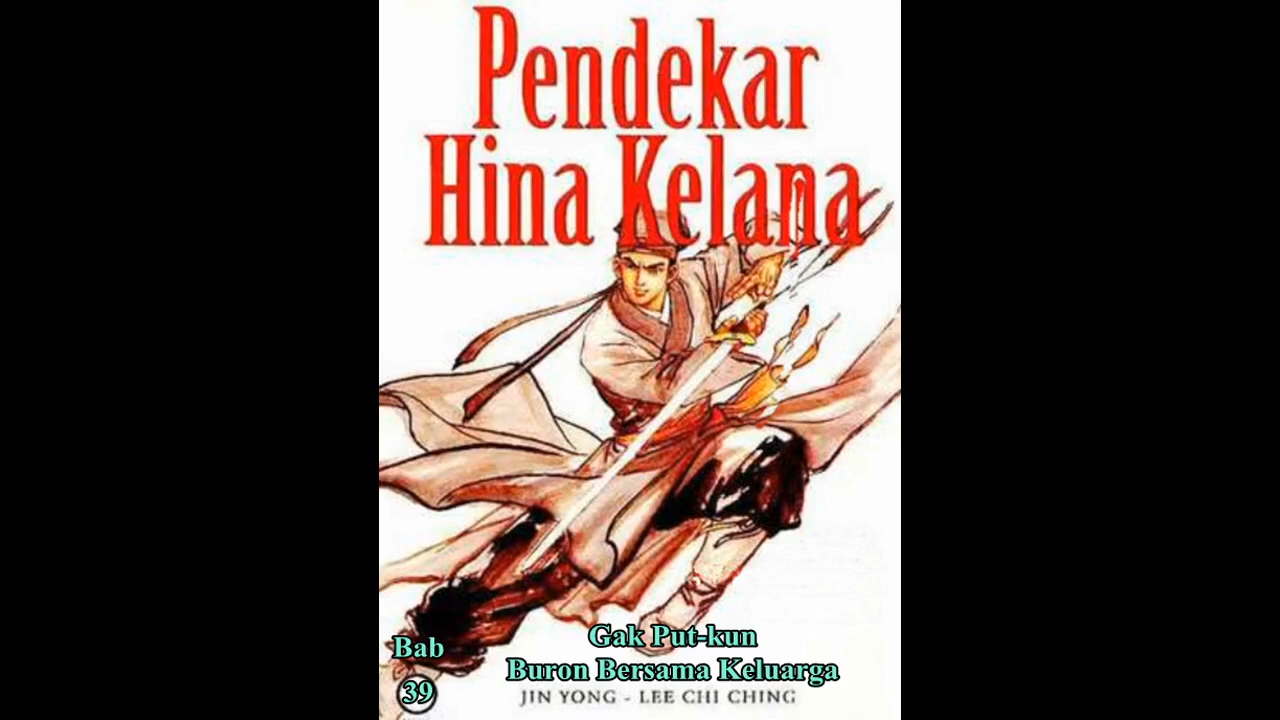 Pendekar
Hina Kelana
Gak Put-kun
Bab
Buron Bersama Keluarga
39
JIN YONG - LEE CHI CHING